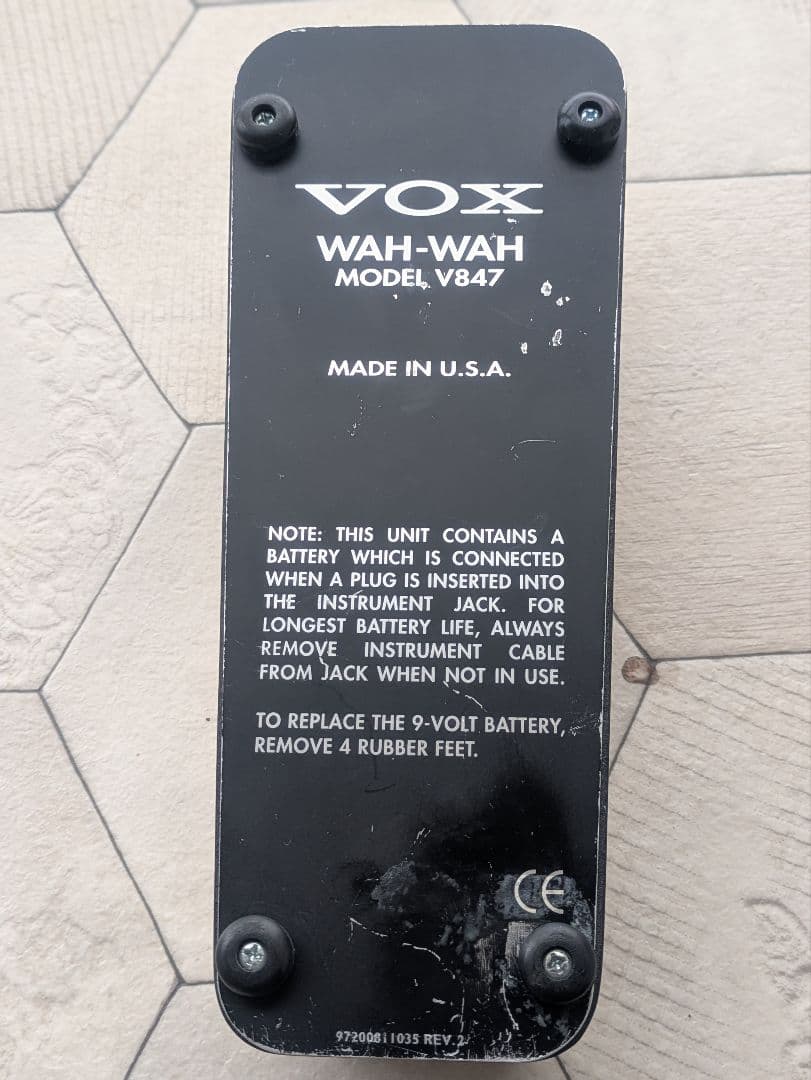 VOX
WAH-WAH
MODEL V847
MADE IN U.S.A.
NOTE: THIS UNIT CONTAINS A
BATTERY WHICH IS CONNECTED
WHEN A PLUG IS INSERTED INTO
THE INSTRUMENT JACK. FOR
LONGEST BATTERY LIFE, ALWAYS
REMOVE INSTRUMENT CABLE
FROM JACK WHEN NOT IN USE.
TO REPLACE THE 9-VOLT BATTERY,
REMOVE 4 RUBBER FEET.
CE
97200811035 REV.2